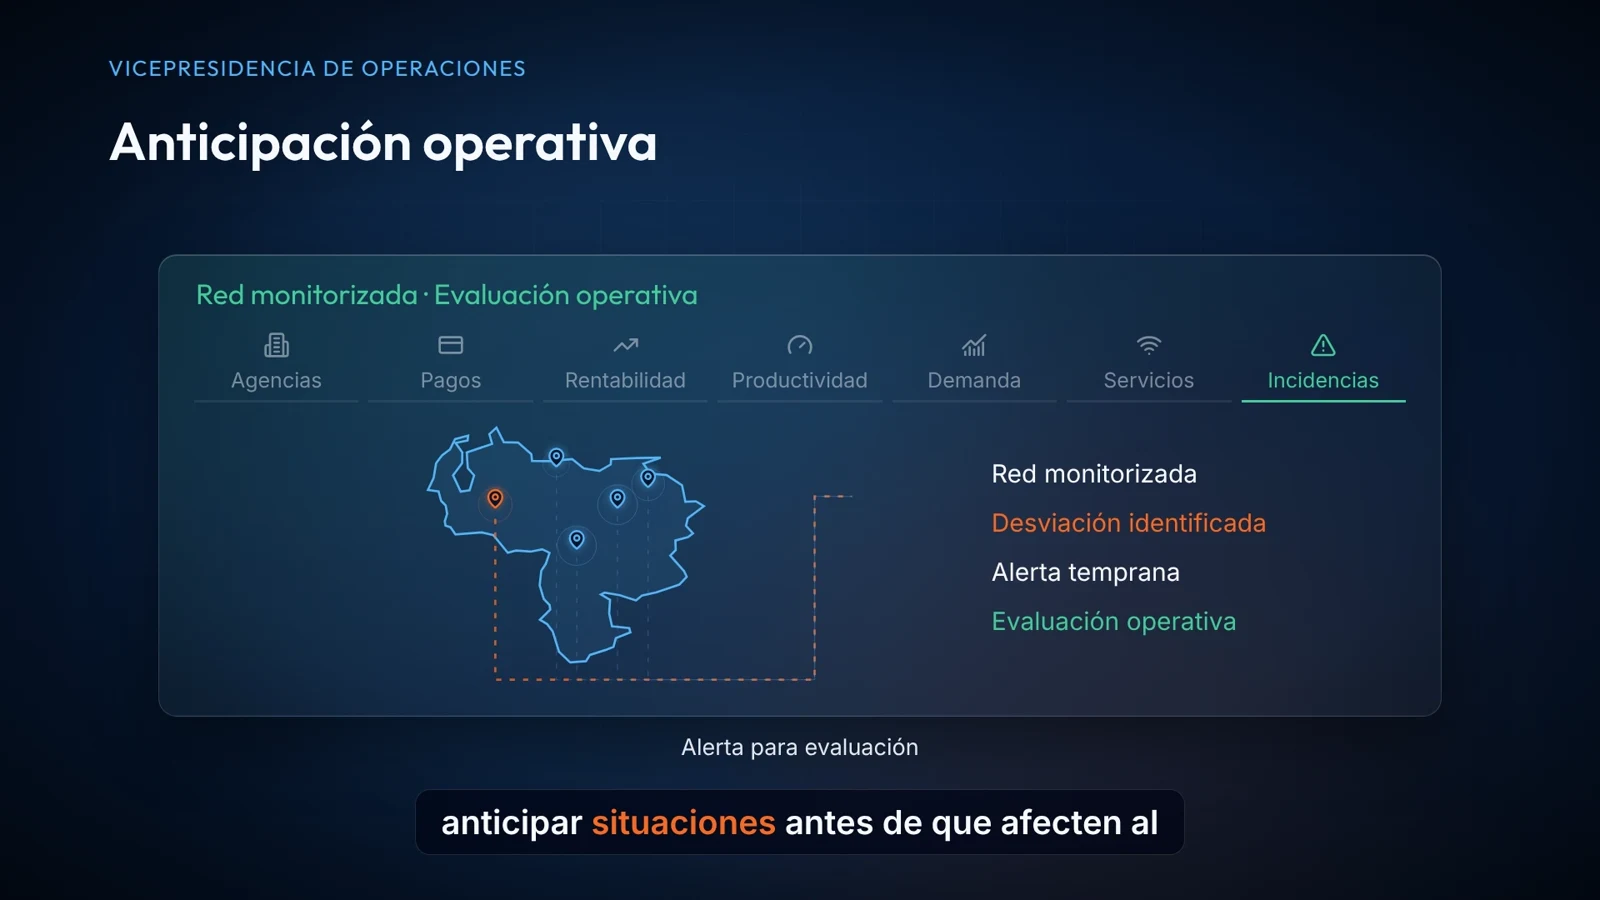 VICEPRESIDENCIA DE OPERACIONES
Anticipación operativa
Red monitorizada · Evaluación operativa
Agencias
Pagos
Rentabilidad
Productividad
Demanda
Servicios
Incidencias
Red monitorizada
Desviación identificada
Alerta temprana
Evaluación operativa
Alerta para evaluación
anticipar situaciones antes de que afecten al